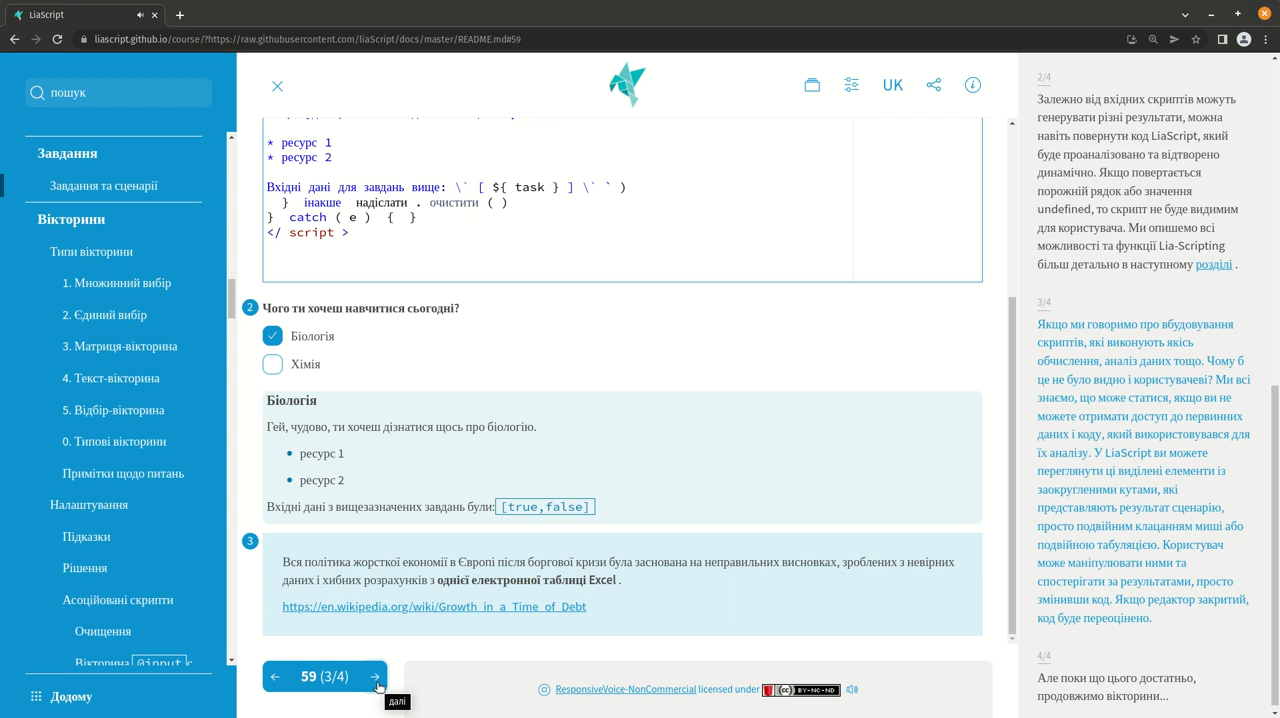 LiaScript
liascript.github.io/course/?https://raw.githubusercontent.com/liaScript/docs/master/README.md#59
пошук
Завдання
Завдання та сценарії
Вікторини
Типи вікторини
1. Множинний вибір
2. Єдиний вибір
3. Матриця-вікторина
4. Текст-вікторина
5. Відбір-вікторина
0. Типові вікторини
Примітки щодо питань
Налаштування
Підказки
Рішення
Асоційовані скрипти
Очищення
Вікторина @input с
Додому
UK
* ресурс 1
* ресурс 2
Вхідні дані для завдань вище: \` [ ${ task } ] \` ` )
} інакше надіслати . очистити ( )
} catch ( e ) { }
</ script >
2 Чого ти хочеш навчитися сьогодні?
Біологія
Хімія
Біологія
Гей, чудово, ти хочеш дізнатися щось про біологію.
• ресурс 1
• ресурс 2
Вхідні дані з вищезазначених завдань були: [true,false]
3
Вся політика жорсткої економії в Європі після боргової кризи була заснована на неправильних висновках, зроблених з невірних
даних і хибних розрахунків з однієї електронної таблиці Excel .
https://en.wikipedia.org/wiki/Growth_in_a_Time_of_Debt
59 (3/4)
далі
ResponsiveVoice-NonCommercial licensed under
BY-NC-ND
2/4
Залежно від вхідних скриптів можуть
генерувати різні результати, можна
навіть повернути код LiaScript, який
буде проаналізовано та відтворено
динамічно. Якщо повертається
порожній рядок або значення
undefined, то скрипт не буде видимим
для користувача. Ми опишемо всі
можливості та функції Lia-Scripting
більш детально в наступному розділі .
3/4
Якщо ми говоримо про вбудовування
скриптів, які виконують якісь
обчислення, аналіз даних тощо. Чому б
це не було видно і користувачеві? Ми всі
знаємо, що може статися, якщо ви не
можете отримати доступ до первинних
даних і коду, який використовувався для
їх аналізу. У LiaScript ви можете
переглянути ці виділені елементи із
заокругленими кутами, які
представляють результат сценарію,
просто подвійним клацанням миші або
подвійною табуляцією. Користувач
може маніпулювати ними та
спостерігати за результатами, просто
змінивши код. Якщо редактор закритий,
код буде переоцінено.
4/4
Але поки що цього достатньо,
продовжимо вікторини...